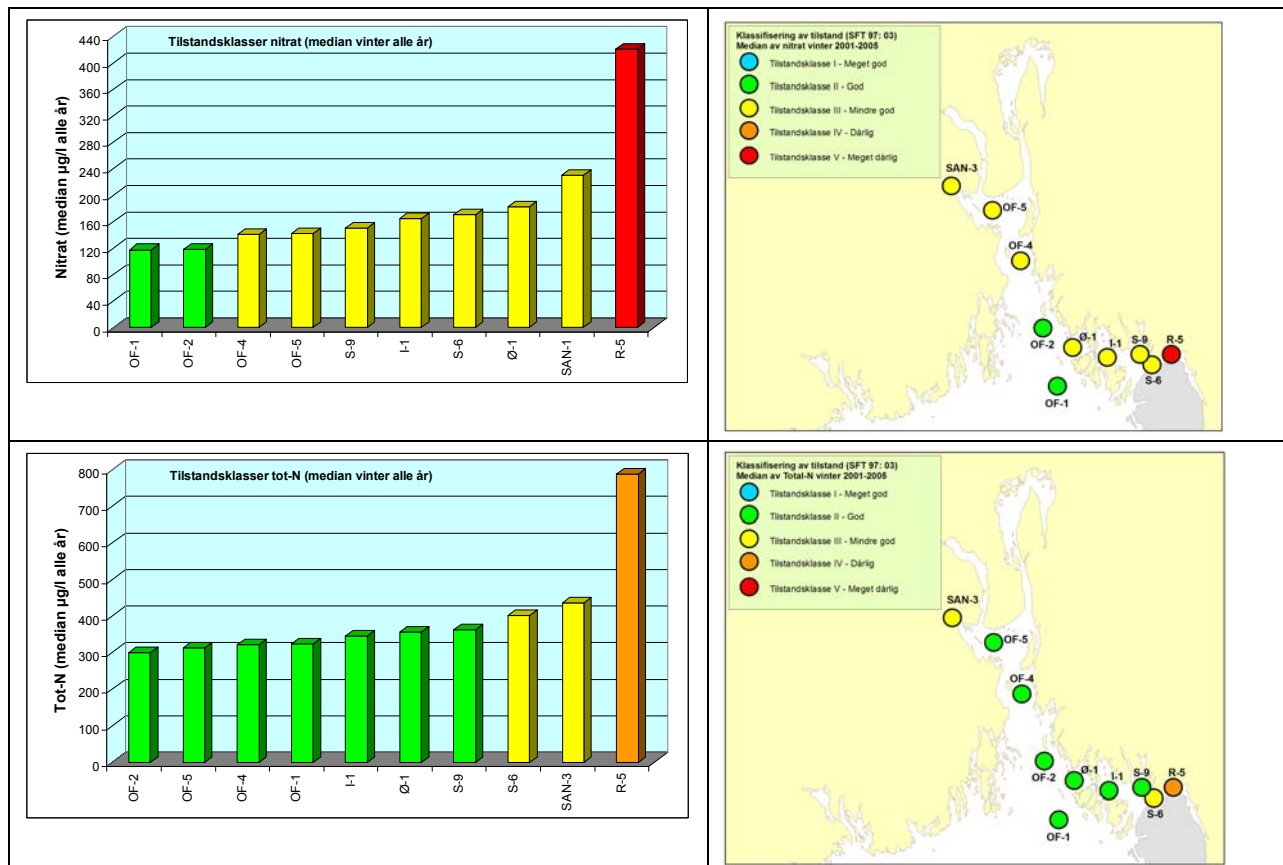 Tilstandsklasser nitrat (median vinter alle år)
Nitrat (median µg/l alle år)
440
400
360
320
280
240
200
160
120
80
40
0
OF-1
OF-2
OF-4
OF-5
S-9
I-1
S-6
Ø-1
SAN-1
R-5
Klassifisering av tilstand (SFT 97: 03)
Median av nitrat vinter 2001-2005
Tilstandsklasse I - Meget god
Tilstandsklasse II - God
Tilstandsklasse III - Mindre god
Tilstandsklasse IV - Dårlig
Tilstandsklasse V - Meget dårlig
SAN-3
OF-5
OF-4
OF-2
Ø-1
I-1
S-9
R-5
S-6
OF-1
Tilstandsklasser tot-N (median vinter alle år)
Tot-N (median µg/l alle år)
800
700
600
500
400
300
200
100
0
OF-2
OF-5
OF-4
OF-1
I-1
Ø-1
S-9
S-6
SAN-3
R-5
Klassifisering av tilstand (SFT 97: 03)
Median av Total-N vinter 2001-2005
Tilstandsklasse I - Meget god
Tilstandsklasse II - God
Tilstandsklasse III - Mindre god
Tilstandsklasse IV - Dårlig
Tilstandsklasse V - Meget dårlig
SAN-3
OF-5
OF-4
OF-2
Ø-1
I-1
S-9
R-5
S-6
OF-1